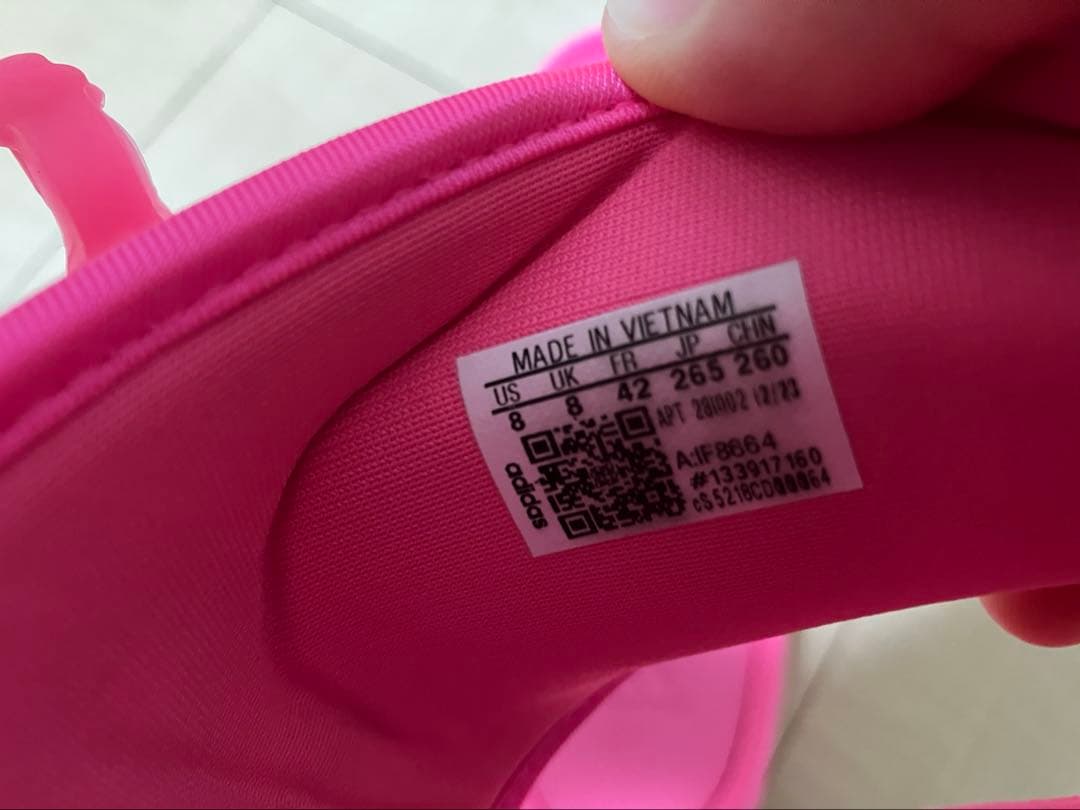 MADE IN VIETNAM
US UK FR JP CHN
8 8 42 265 260
APT 12/23
A:IF8664
#133917160
adidas